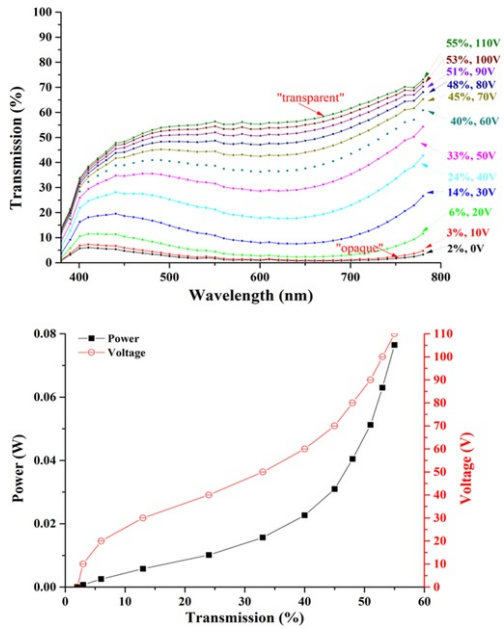 100
90
80
70
60
50
40
30
20
10
0
Transmission (%)
400
500
600
700
800
Wavelength (nm)
"transparent"
"opaque"
55%, 110V
53%, 100V
51%, 90V
48%, 80V
45%, 70V
40%, 60V
33%, 50V
24%, 40V
14%, 30V
6%, 20V
3%, 10V
2%, 0V
0.08
0.06
0.04
0.02
0.00
Power (W)
Power
Voltage
110
100
90
80
70
60
50
40
30
20
10
0
Voltage (V)
0
10
20
30
40
50
60
Transmission (%)